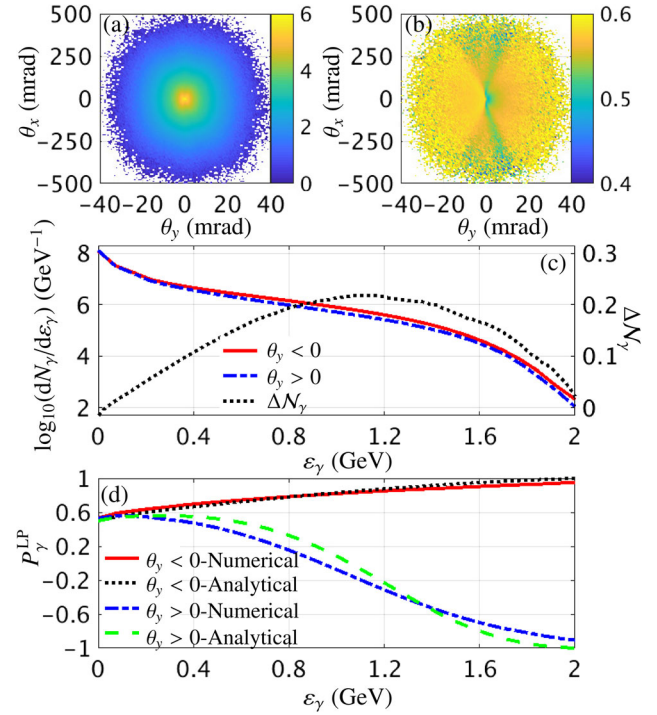 (a)
500
250
0
-250
-500
θx (mrad)
-40 -20 0 20 40
θy (mrad)
6
4
2
0
(b)
500
250
0
-250
-500
θx (mrad)
-40 -20 0 20 40
θy (mrad)
0.6
0.5
0.4
(c)
8
6
4
2
log10(dNγ/dεγ) (GeV−1)
0.3
0.2
0.1
0
ΔNγ
θy < 0
θy > 0
ΔNγ
0 0.4 0.8 1.2 1.6 2
εγ (GeV)
(d)
1
0.6
0.2
-0.2
-0.6
-1
PγLP
θy < 0-Numerical
θy < 0-Analytical
θy > 0-Numerical
θy > 0-Analytical
0 0.4 0.8 1.2 1.6 2
εγ (GeV)